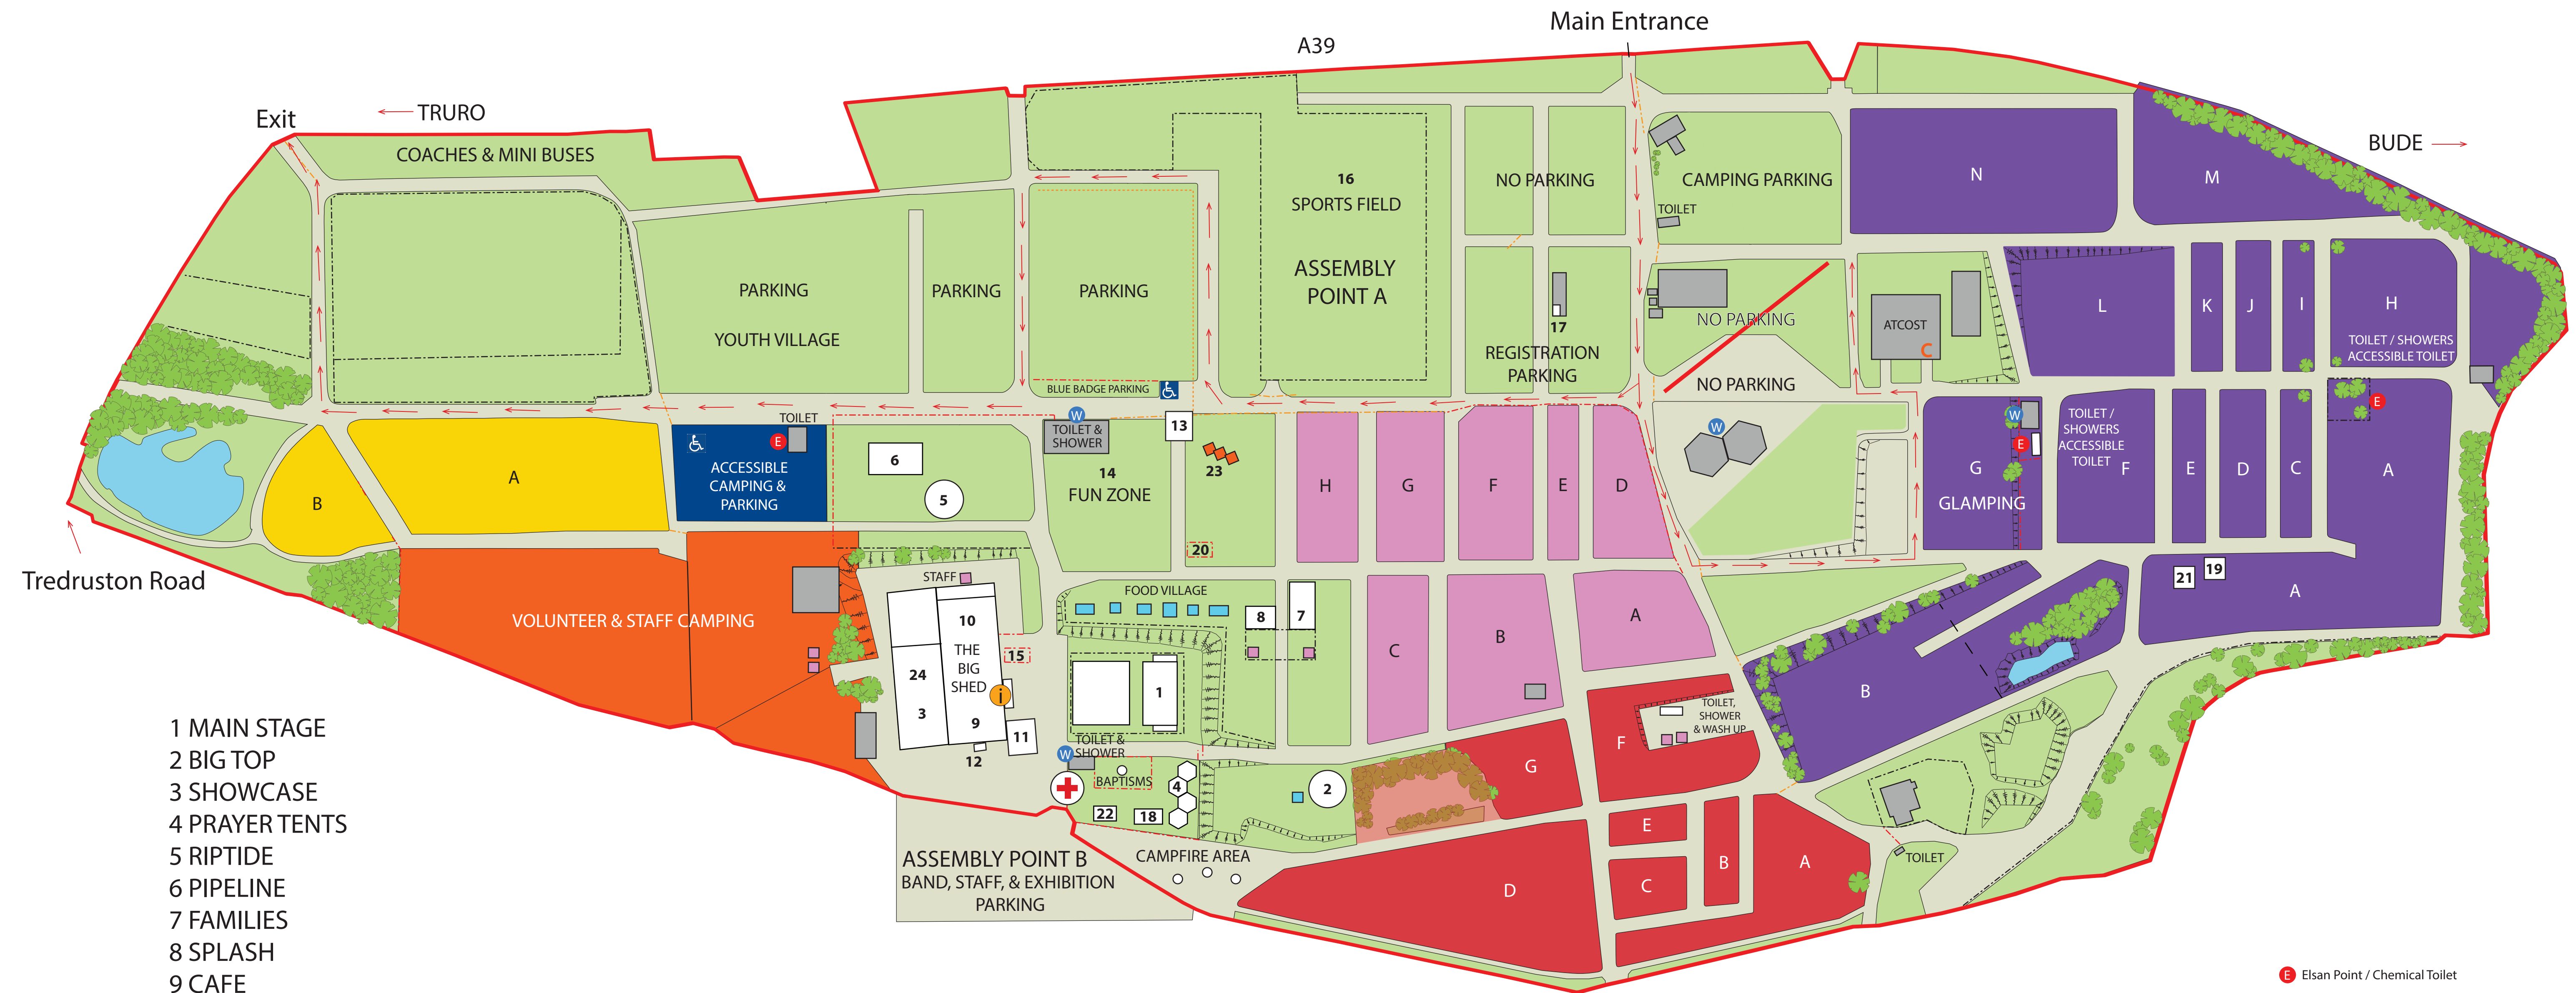 Main Entrance
A39
TRURO
Exit
COACHES & MINI BUSES
BUDE
16
SPORTS FIELD
NO PARKING
CAMPING PARKING
N
M
TOILET
ASSEMBLY
POINT A
PARKING
YOUTH VILLAGE
PARKING
PARKING
BLUE BADGE PARKING
17
REGISTRATION
PARKING
NO PARKING
NO PARKING
ATCOST
C
L
K
J
I
H
TOILET / SHOWERS
ACCESSIBLE TOILET
E
B
A
TOILET
E
ACCESSIBLE
CAMPING &
PARKING
6
5
W
TOILET &
SHOWER
13
14
FUN ZONE
23
20
H
G
F
E
D
W
W
E
G
GLAMPING
TOILET /
SHOWERS
ACCESSIBLE
TOILET
F
E
D
C
A
Tredruston Road
VOLUNTEER & STAFF CAMPING
STAFF
10
THE
BIG
SHED
24
3
9
i
15
11
12
FOOD VILLAGE
8
7
1
C
B
A
21
19
A
B
W
TOILET &
SHOWER
BAPTISMS
4
22
18
2
G
F
TOILET,
SHOWER
& WASH UP
E
C
B
A
D
TOILET
CAMPFIRE AREA
ASSEMBLY POINT B
BAND, STAFF, & EXHIBITION
PARKING
1 MAIN STAGE
2 BIG TOP
3 SHOWCASE
4 PRAYER TENTS
5 RIPTIDE
6 PIPELINE
7 FAMILIES
8 SPLASH
9 CAFE
E Elsan Point / Chemical Toilet